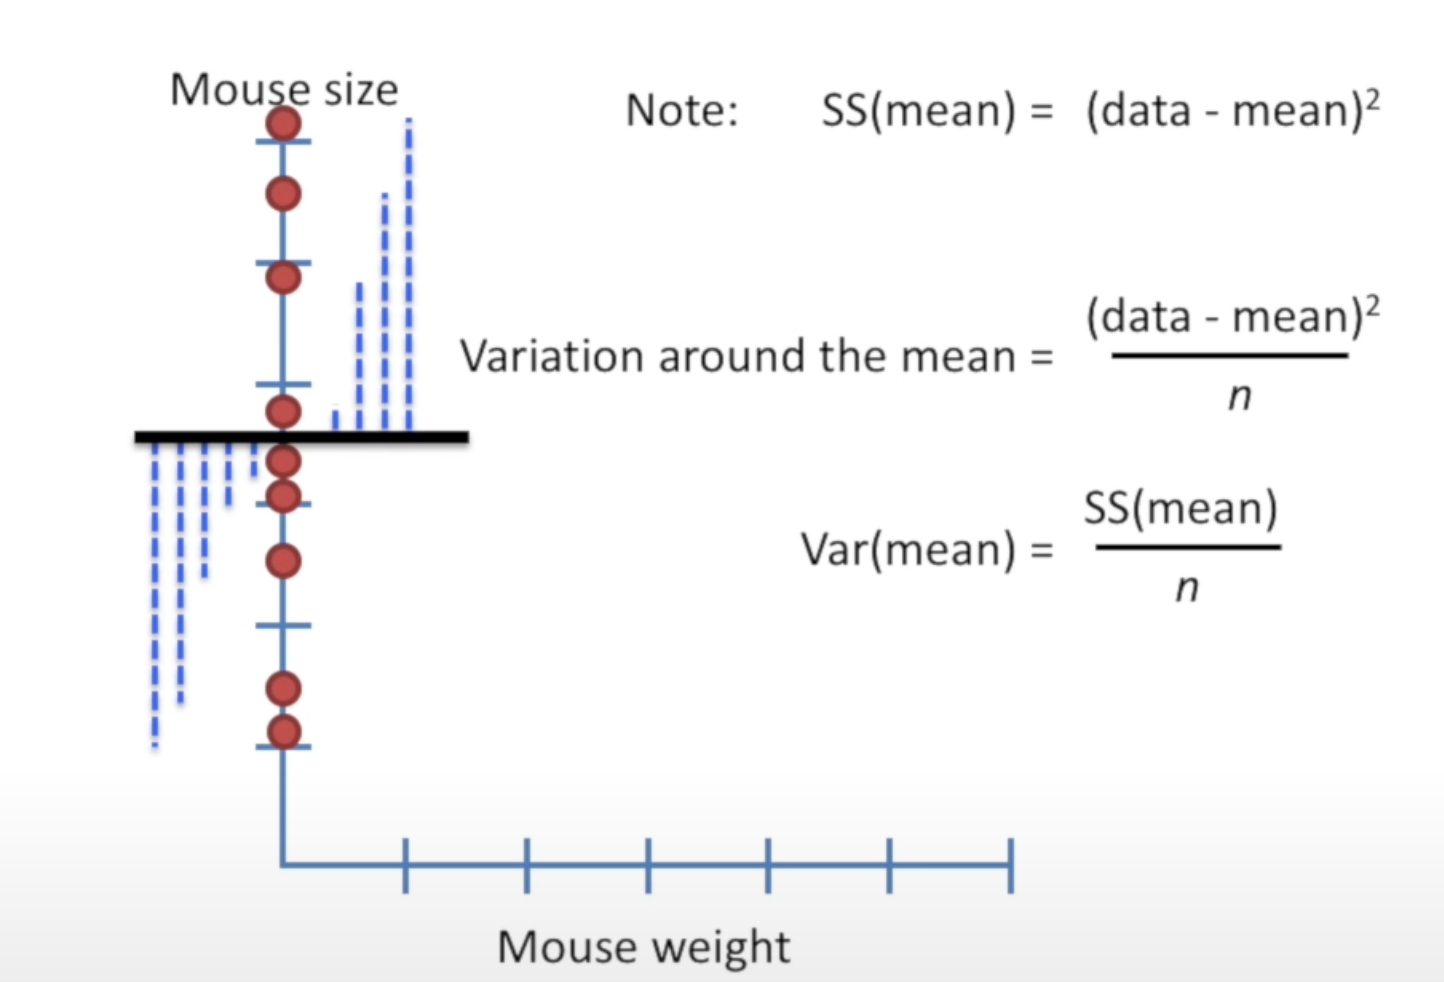 Mouse size
Note: SS(mean) = (data - mean)²
Variation around the mean = (data - mean)²
n
Var(mean) = SS(mean)
n
Mouse weight